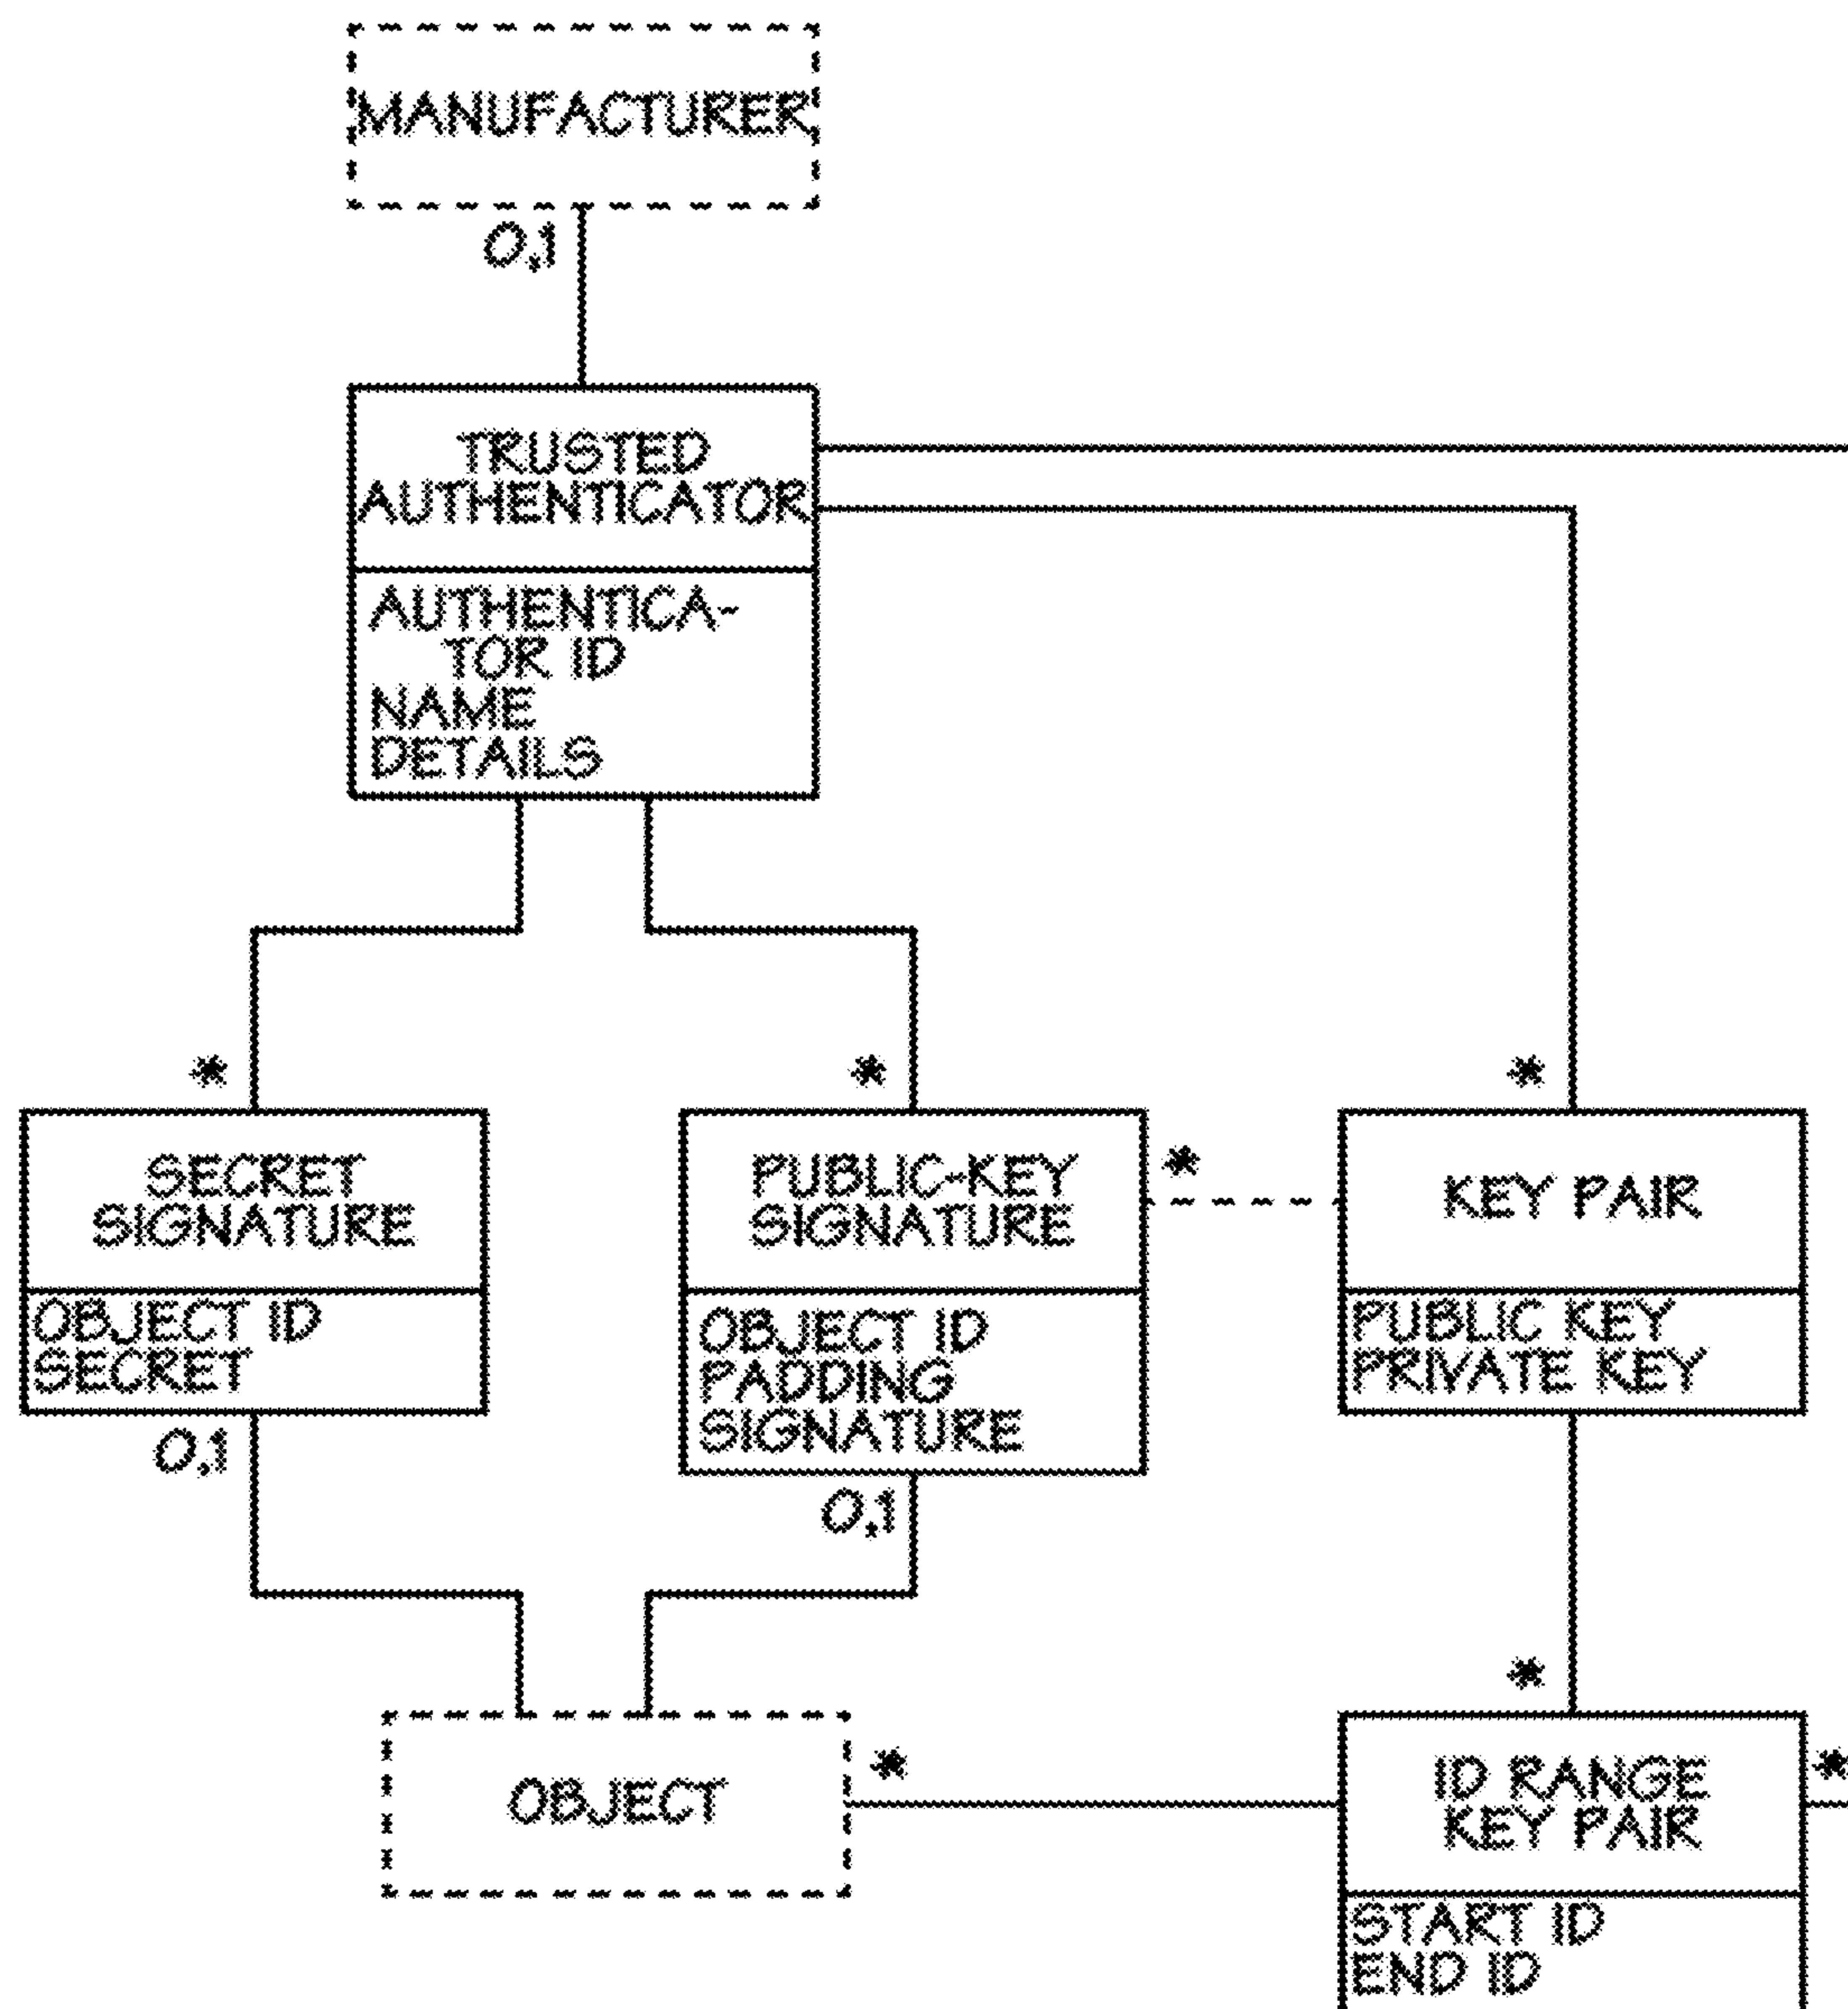 MANUFACTURER
0,1
TRUSTED
AUTHENTICATOR
AUTHENTICA-
TOR ID
NAME
DETAILS
*
*
*
SECRET
SIGNATURE
OBJECT ID
SECRET
0,1
PUBLIC-KEY
SIGNATURE
*
OBJECT ID
PADDING
SIGNATURE
0,1
KEY PAIR
PUBLIC KEY
PRIVATE KEY
*
OBJECT
*
ID RANGE
KEY PAIR
*
START ID
END ID